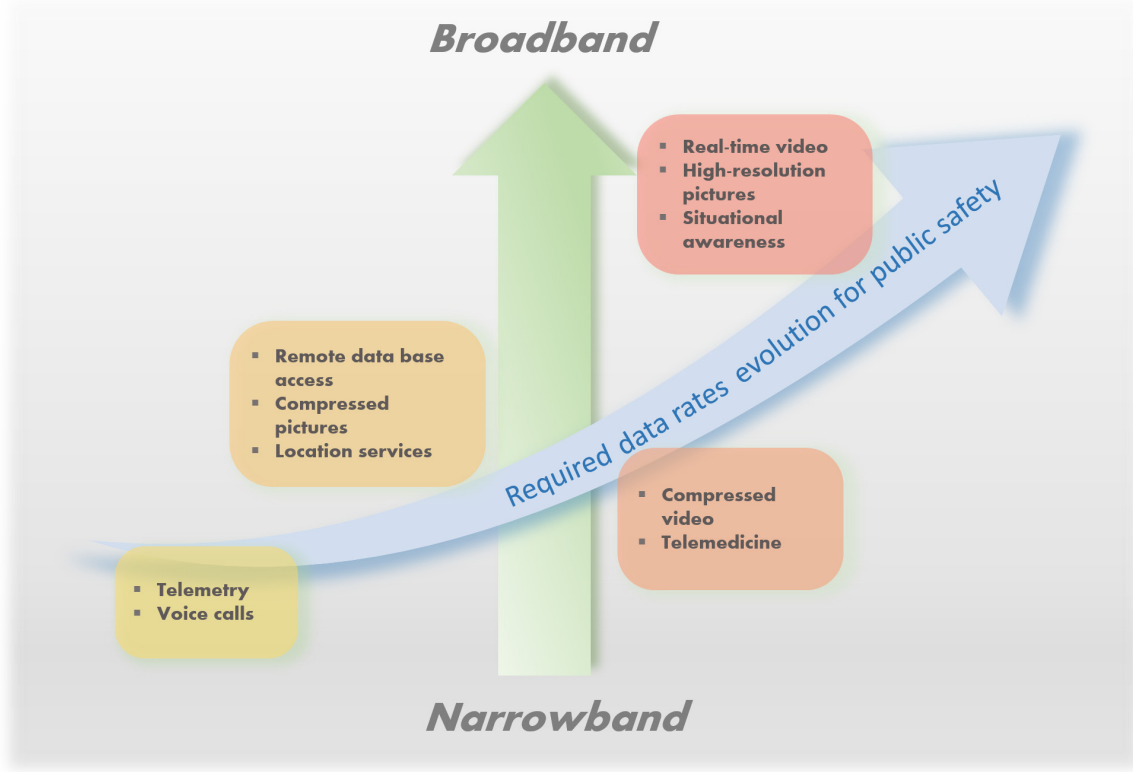 Broadband
▪ Real-time video
▪ High-resolution
pictures
▪ Situational
awareness
Required data rates evolution for public safety
▪ Remote data base
access
▪ Compressed
pictures
▪ Location services
▪ Compressed
video
▪ Telemedicine
▪ Telemetry
▪ Voice calls
Narrowband